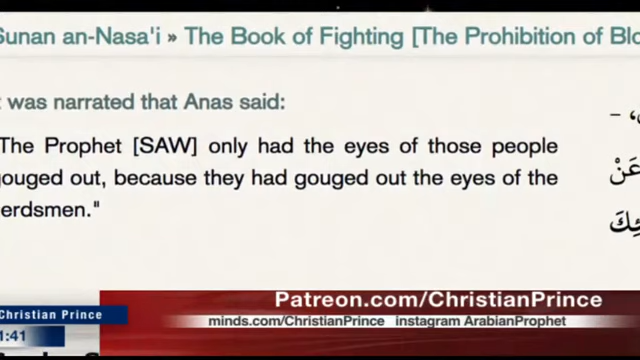 Sunan an-Nasa'i » The Book of Fighting [The Prohibition of Blo
t was narrated that Anas said:
The Prophet [SAW] only had the eyes of those people
gouged out, because they had gouged out the eyes of the
erdsmen."
عَنْ
Patreon.com/ChristianPrince
Christian Prince
minds.com/ChristianPrince instagram ArabianProphet
1:41